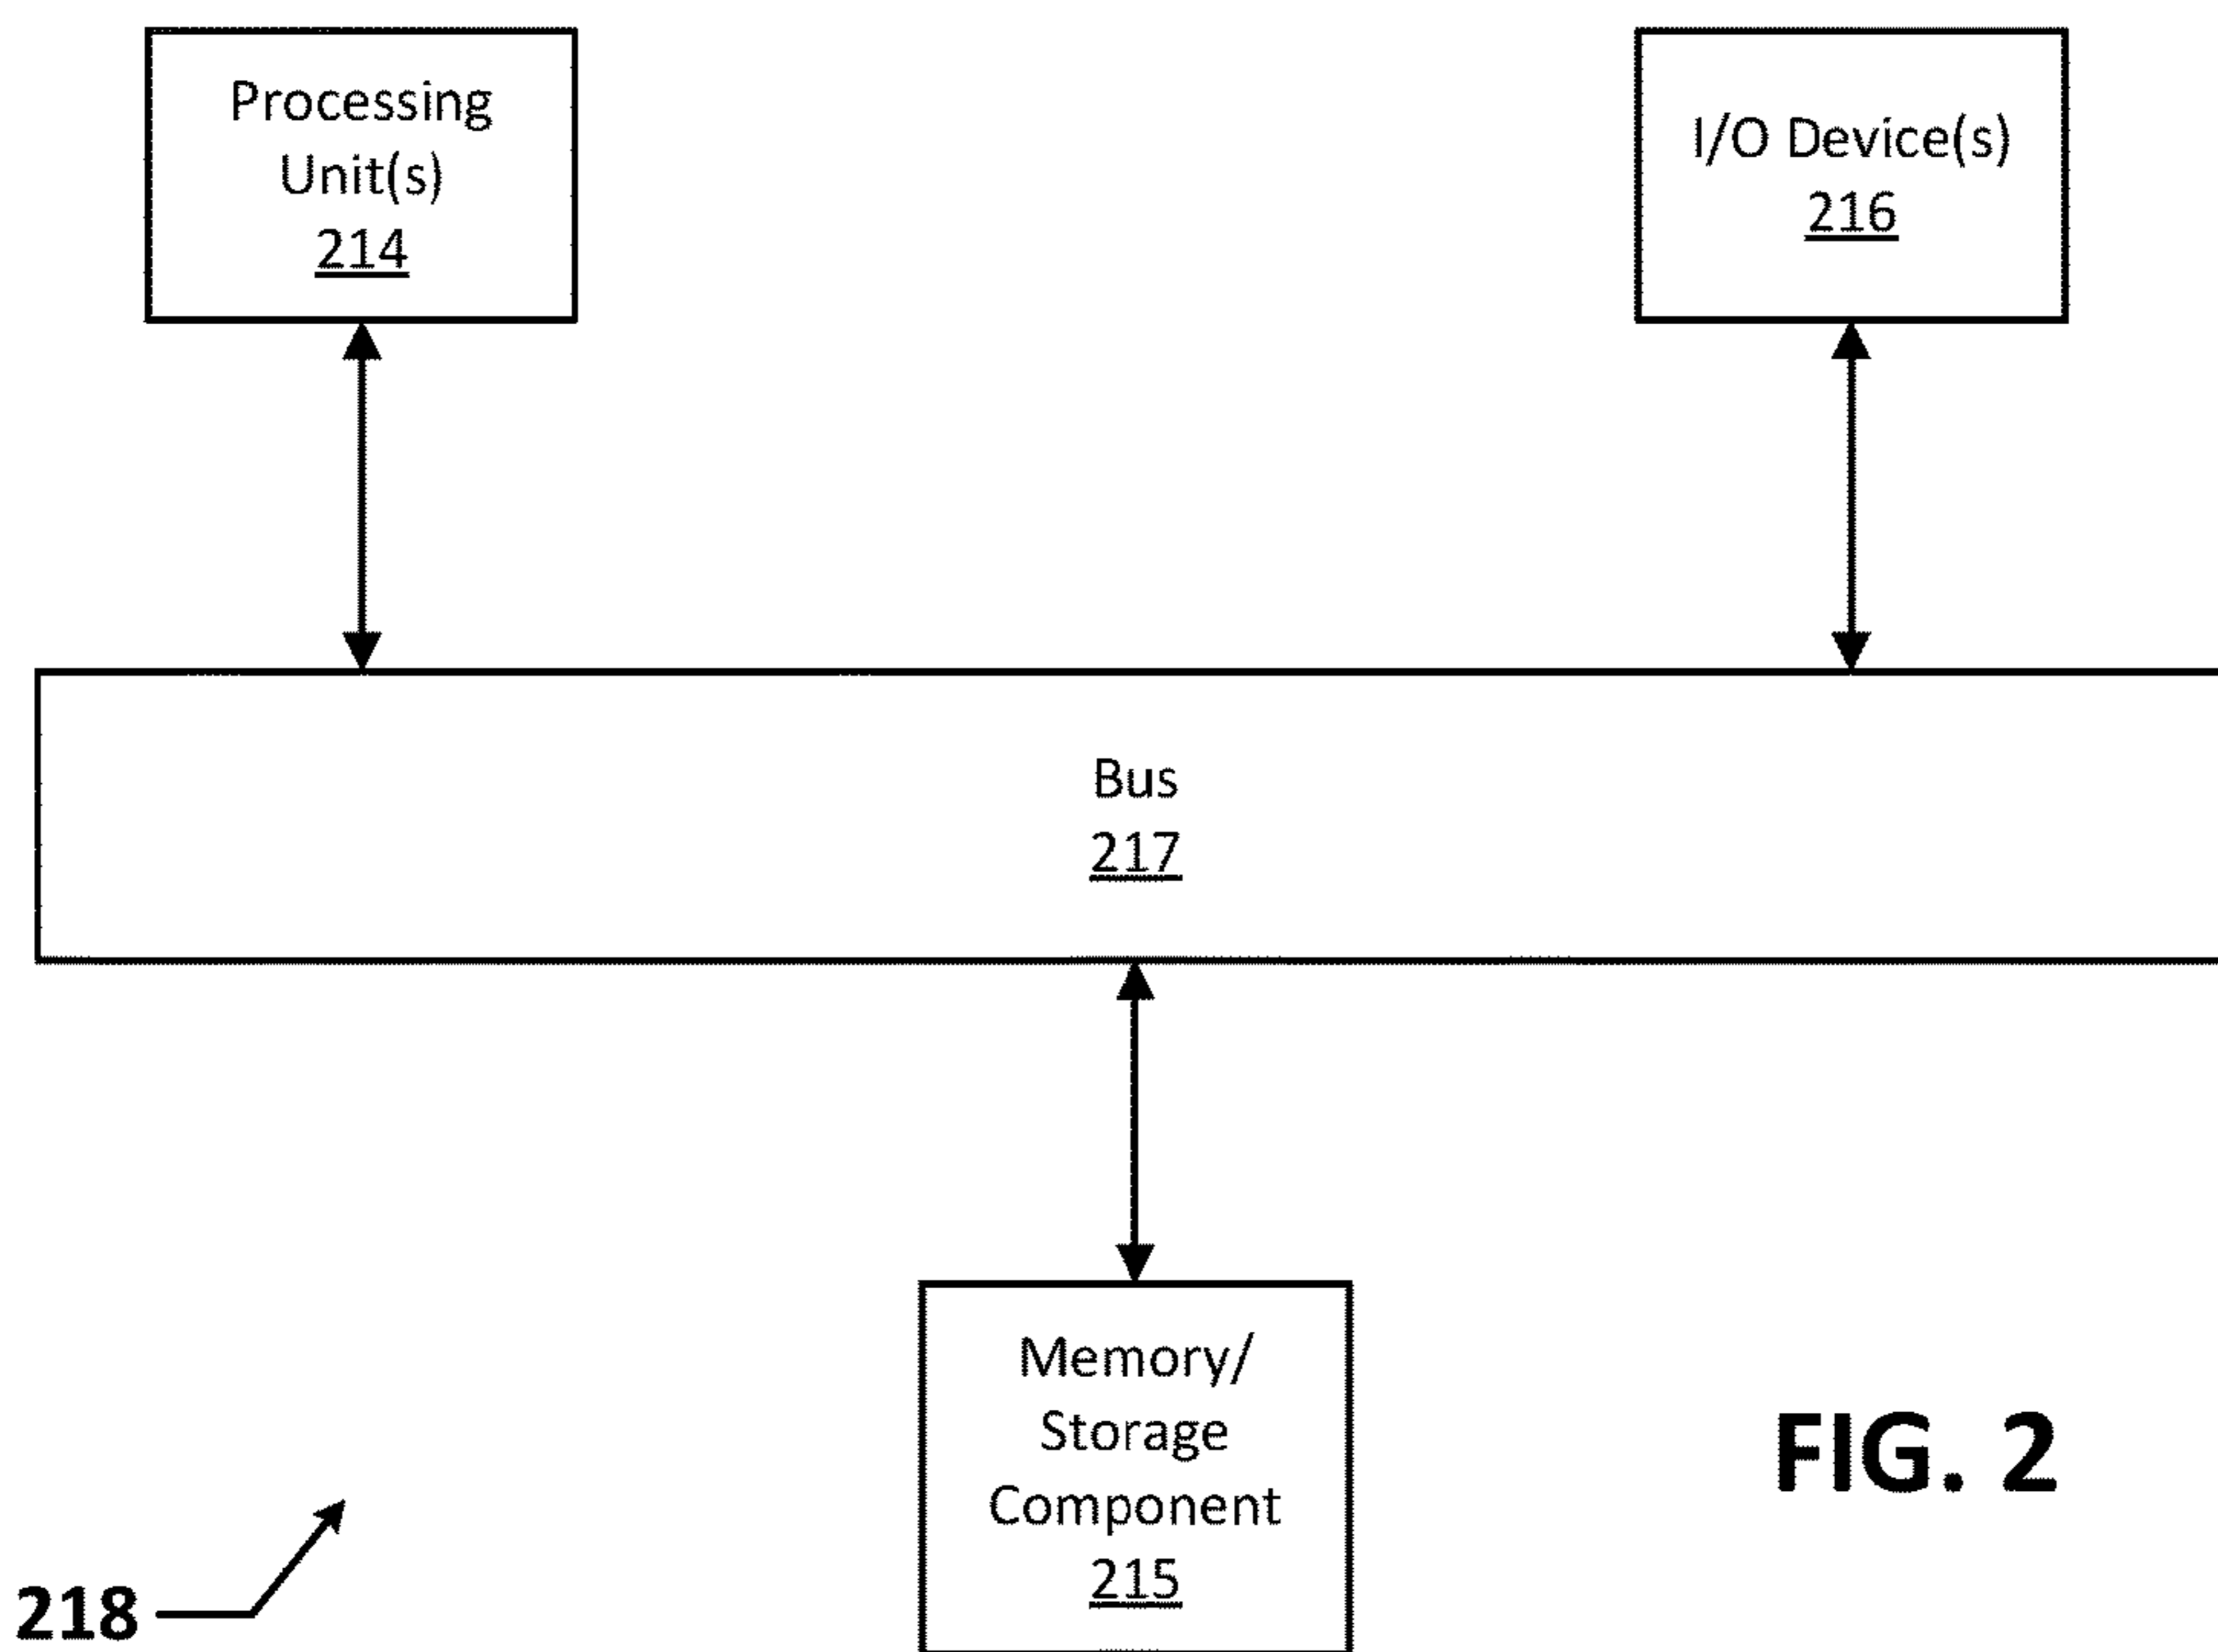 Processing
Unit(s)
214
I/O Device(s)
216
Bus
217
Memory/
Storage
Component
215
FIG. 2
218